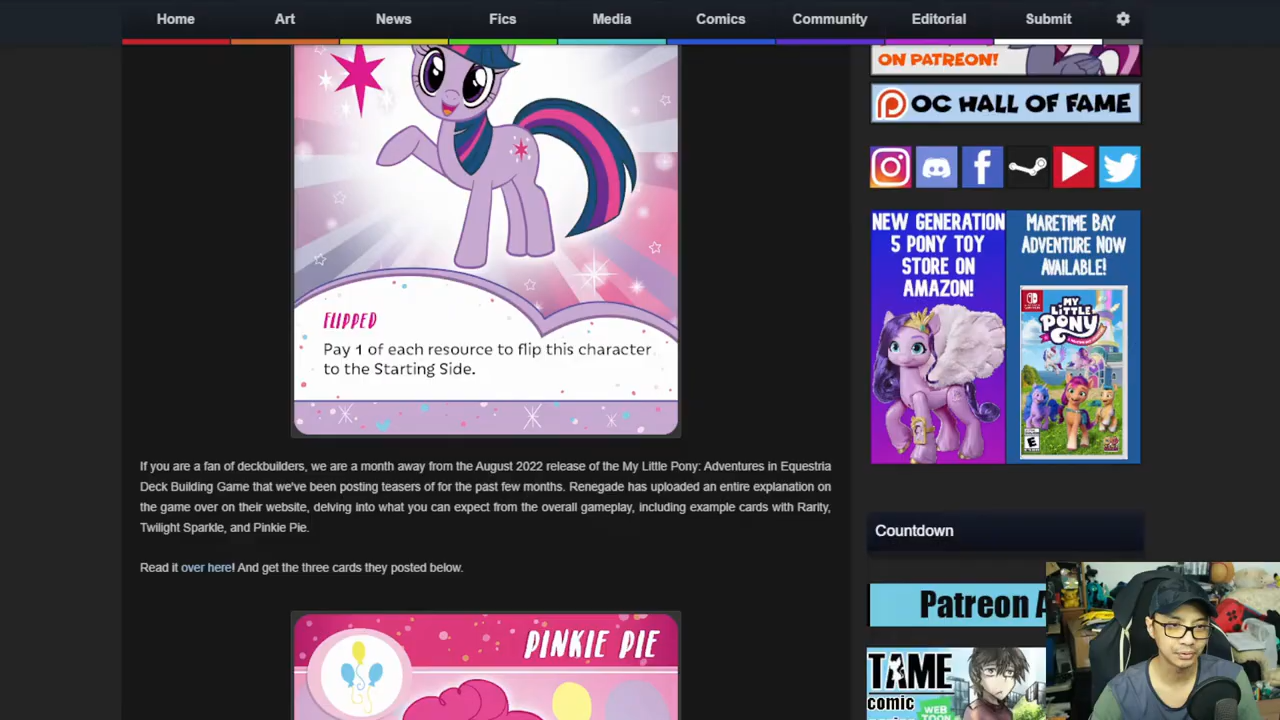 Home Art News Fics Media Comics Community Editorial Submit
ON PATREON!
OC HALL OF FAME
NEW GENERATION
5 PONY TOY
STORE ON
AMAZON!
MARETIME BAY
ADVENTURE NOW
AVAILABLE!
MY
LITTLE
PONY
FLIPPED
Pay 1 of each resource to flip this character
to the Starting Side.
If you are a fan of deckbuilders, we are a month away from the August 2022 release of the My Little Pony: Adventures in Equestria
Deck Building Game that we've been posting teasers of for the past few months. Renegade has uploaded an entire explanation on
the game over on their website, delving into what you can expect from the overall gameplay, including example cards with Rarity,
Twilight Sparkle, and Pinkie Pie.
Read it over here! And get the three cards they posted below.
PINKIE PIE
Countdown
Patreon A
TAME
comic
WEB
TOON